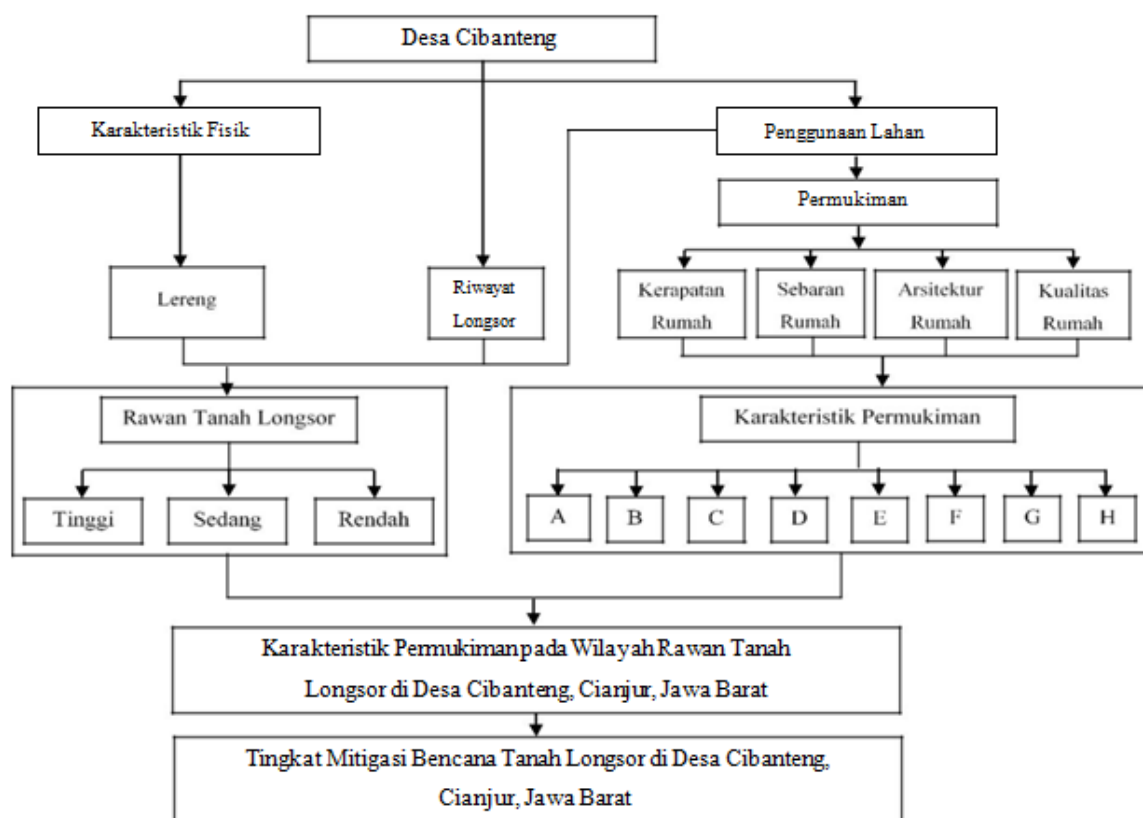 Desa Cibanteng
Karakteristik Fisik
Penggunaan Lahan
Permukiman
Lereng
Riwayat
Longsor
Kerapatan
Rumah
Sebaran
Rumah
Arsitektur
Rumah
Kualitas
Rumah
Rawan Tanah Longsor
Tinggi
Sedang
Rendah
Karakteristik Permukiman
A
B
C
D
E
F
G
H
Karakteristik Permukimanpada Wilayah Rawan Tanah
Longsor di Desa Cibanteng, Cianjur, Jawa Barat
Tingkat Mitigasi Bencana Tanah Longsor di Desa Cibanteng,
Cianjur, Jawa Barat